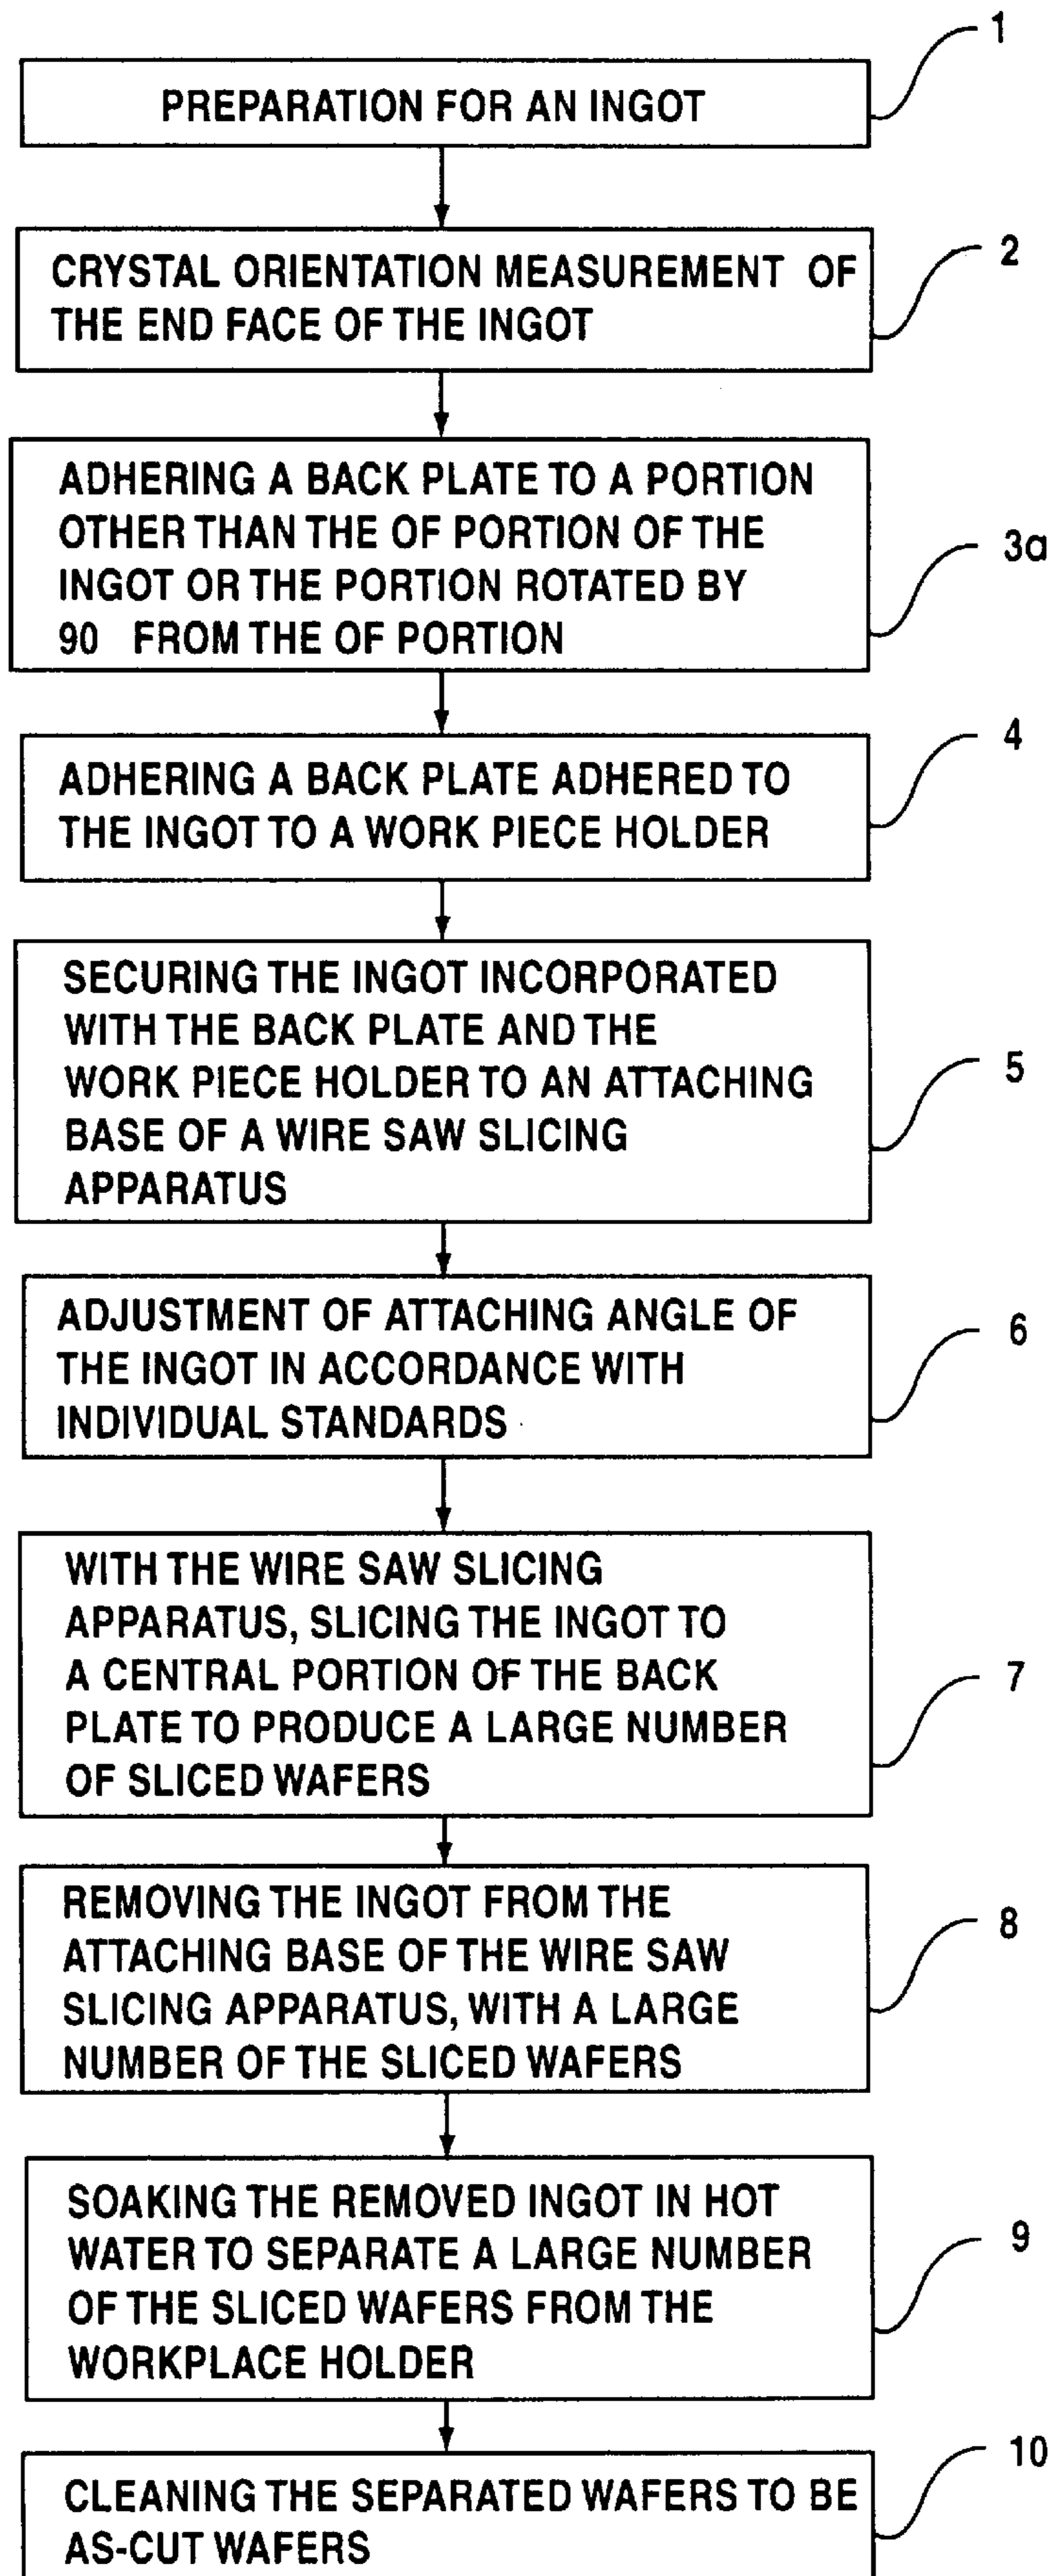 1
PREPARATION FOR AN INGOT
2
CRYSTAL ORIENTATION MEASUREMENT OF
THE END FACE OF THE INGOT
3a
ADHERING A BACK PLATE TO A PORTION
OTHER THAN THE OF PORTION OF THE
INGOT OR THE PORTION ROTATED BY
90 FROM THE OF PORTION
4
ADHERING A BACK PLATE ADHERED TO
THE INGOT TO A WORK PIECE HOLDER
5
SECURING THE INGOT INCORPORATED
WITH THE BACK PLATE AND THE
WORK PIECE HOLDER TO AN ATTACHING
BASE OF A WIRE SAW SLICING
APPARATUS
6
ADJUSTMENT OF ATTACHING ANGLE OF
THE INGOT IN ACCORDANCE WITH
INDIVIDUAL STANDARDS
7
WITH THE WIRE SAW SLICING
APPARATUS, SLICING THE INGOT TO
A CENTRAL PORTION OF THE BACK
PLATE TO PRODUCE A LARGE NUMBER
OF SLICED WAFERS
8
REMOVING THE INGOT FROM THE
ATTACHING BASE OF THE WIRE SAW
SLICING APPARATUS, WITH A LARGE
NUMBER OF THE SLICED WAFERS
9
SOAKING THE REMOVED INGOT IN HOT
WATER TO SEPARATE A LARGE NUMBER
OF THE SLICED WAFERS FROM THE
WORKPLACE HOLDER
10
CLEANING THE SEPARATED WAFERS TO BE
AS-CUT WAFERS